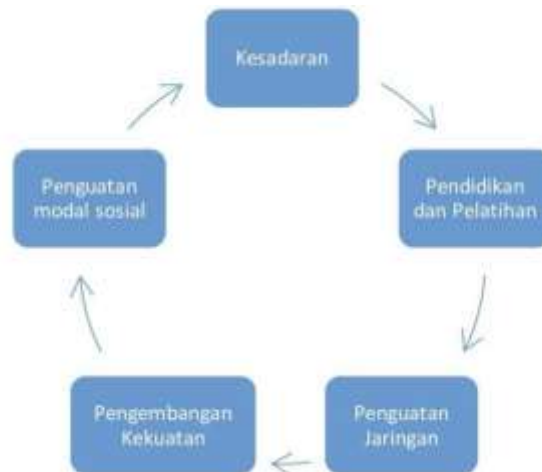 Kesadaran
Pendidikan
dan Pelatihan
Penguatan
Jaringan
Pengembangan
Kekuatan
Penguatan
modal sosial